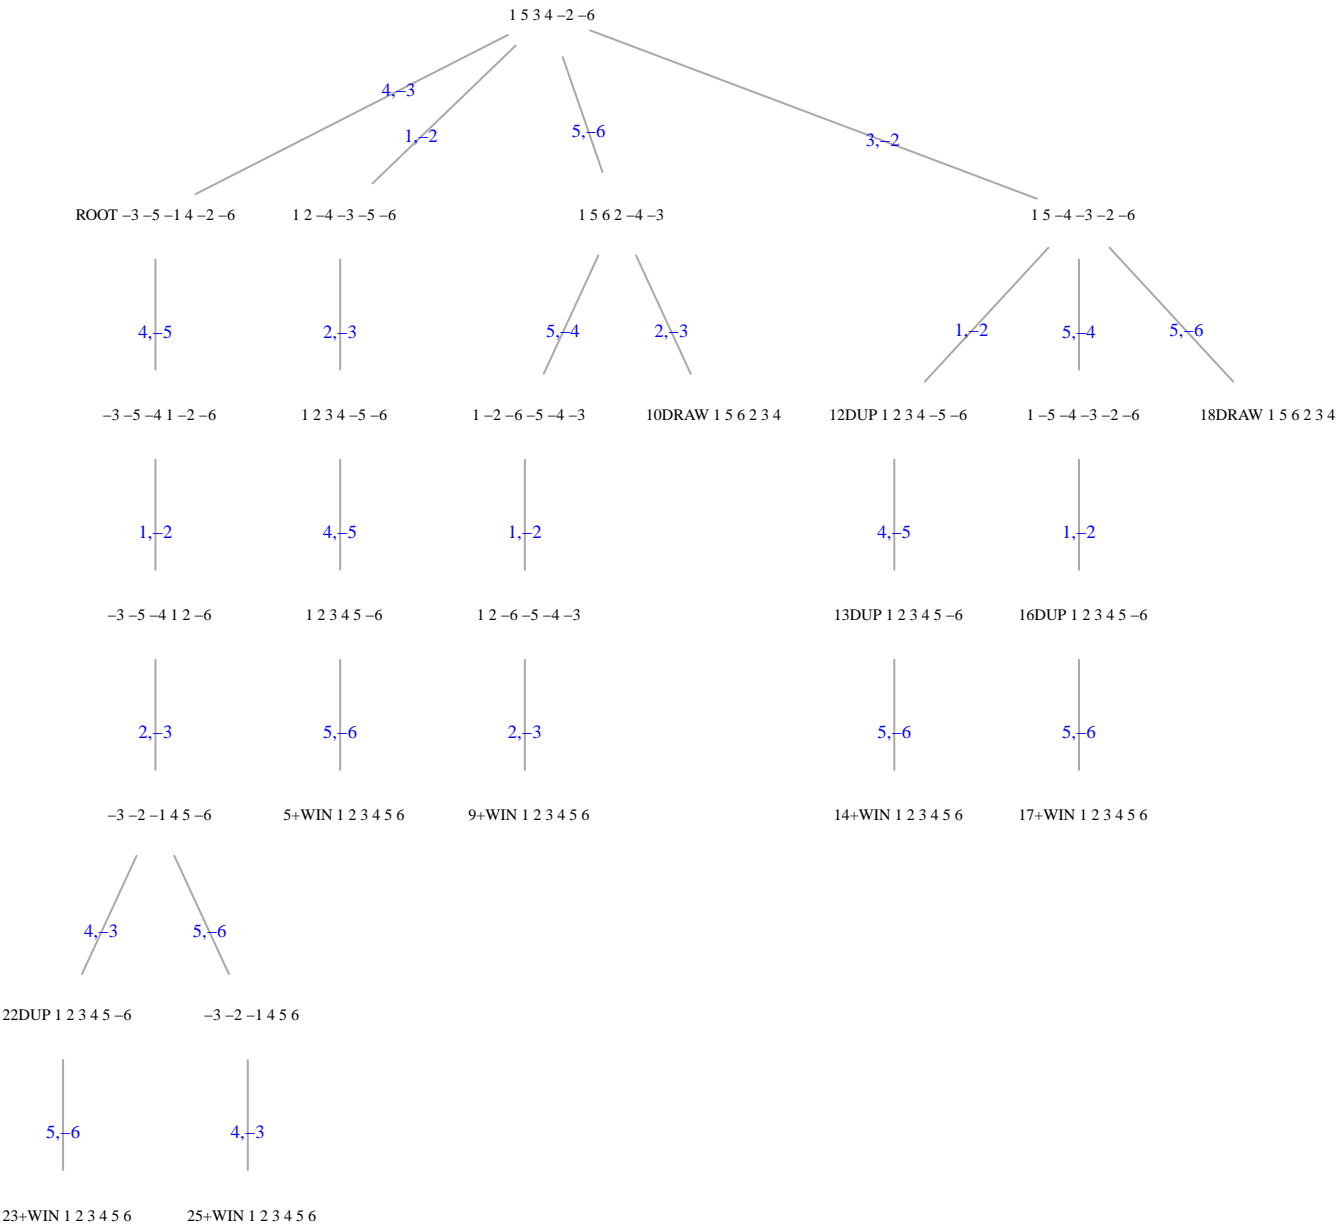 1 5 3 4 −2 −6
4,−3
1,−2
5,−6
3,−2
ROOT −3 −5 −1 4 −2 −6
1 2 −4 −3 −5 −6
1 5 6 2 −4 −3
1 5 −4 −3 −2 −6
4,−5
2,−3
5,−4
2,−3
1,−2
5,−4
5,−6
−3 −5 −4 1 −2 −6
1 2 3 4 −5 −6
1 −2 −6 −5 −4 −3
10DRAW 1 5 6 2 3 4
12DUP 1 2 3 4 −5 −6
1 −5 −4 −3 −2 −6
18DRAW 1 5 6 2 3 4
1,−2
4,−5
1,−2
4,−5
1,−2
−3 −5 −4 1 2 −6
1 2 3 4 5 −6
1 2 −6 −5 −4 −3
13DUP 1 2 3 4 5 −6
16DUP 1 2 3 4 5 −6
2,−3
5,−6
2,−3
5,−6
5,−6
−3 −2 −1 4 5 −6
5+WIN 1 2 3 4 5 6
9+WIN 1 2 3 4 5 6
14+WIN 1 2 3 4 5 6
17+WIN 1 2 3 4 5 6
4,−3
5,−6
22DUP 1 2 3 4 5 −6
−3 −2 −1 4 5 6
5,−6
4,−3
23+WIN 1 2 3 4 5 6
25+WIN 1 2 3 4 5 6